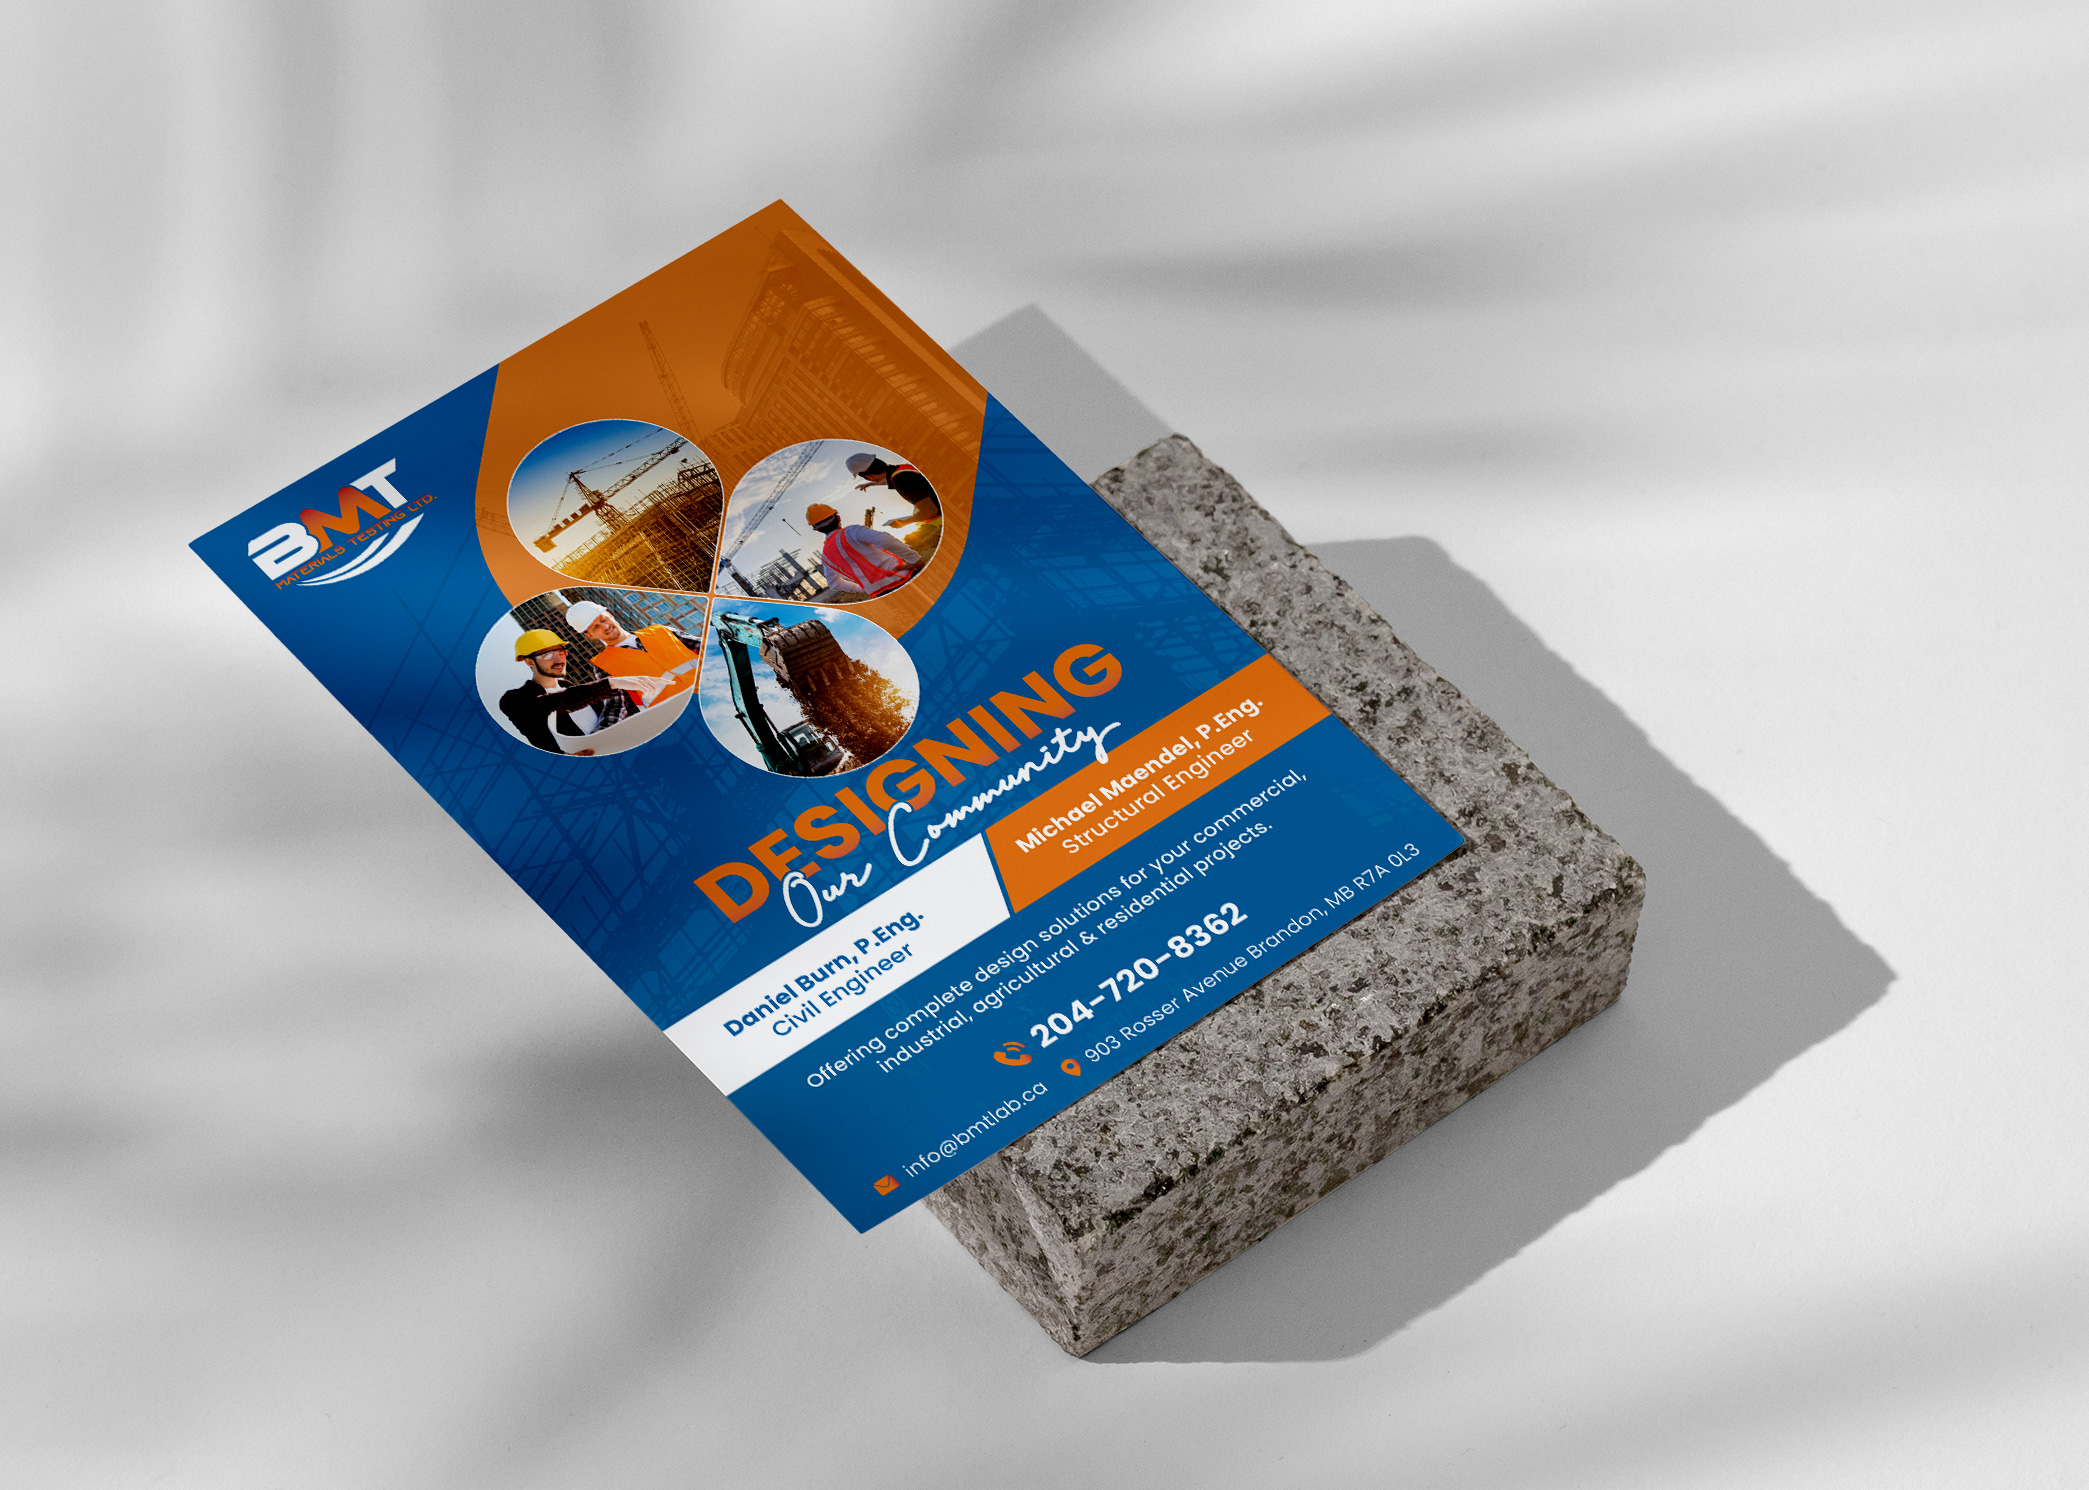 BMT
MATERIALS TESTING LTD.
DESIGNING
Our Community
Daniel Burn, P.Eng.
Civil Engineer
Michael Maendel, P.Eng.
Structural Engineer
Offering complete design solutions for your commercial,
industrial, agricultural & residential projects.
204-720-8362
info@bmtlab.ca
903 Rosser Avenue Brandon, MB R7A 0L3